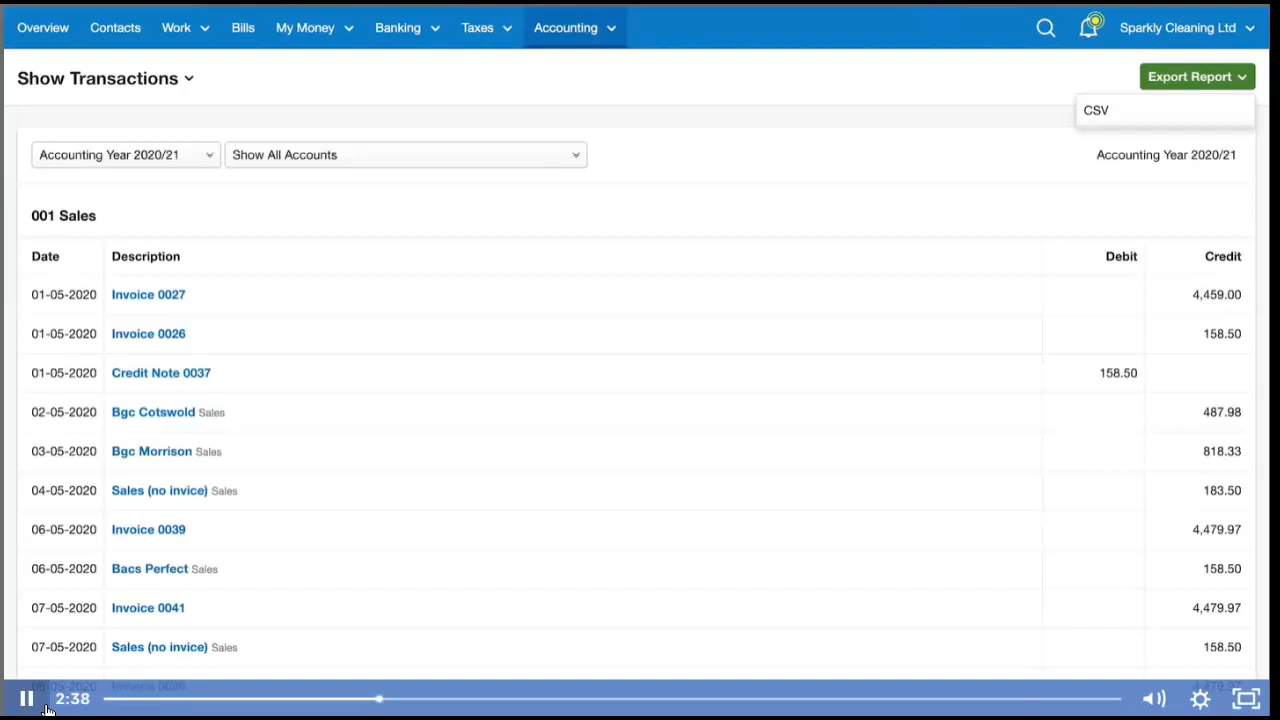 Overview Contacts Work Bills My Money Banking Taxes Accounting Sparkly Cleaning Ltd
Show Transactions Export Report
CSV
Accounting Year 2020/21 Show All Accounts Accounting Year 2020/21
001 Sales
Date Description Debit Credit
01-05-2020 Invoice 0027 4,459.00
01-05-2020 Invoice 0026 158.50
01-05-2020 Credit Note 0037 158.50
02-05-2020 Bgc Cotswold Sales 487.98
03-05-2020 Bgc Morrison Sales 818.33
04-05-2020 Sales (no invice) Sales 183.50
06-05-2020 Invoice 0039 4,479.97
06-05-2020 Bacs Perfect Sales 158.50
07-05-2020 Invoice 0041 4,479.97
07-05-2020 Sales (no invice) Sales 158.50
2:38